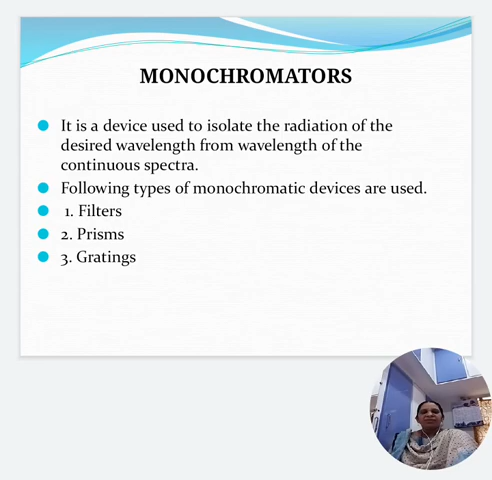 MONOCHROMATORS
It is a device used to isolate the radiation of the
desired wavelength from wavelength of the
continuous spectra.
Following types of monochromatic devices are used.
1. Filters
2. Prisms
3. Gratings